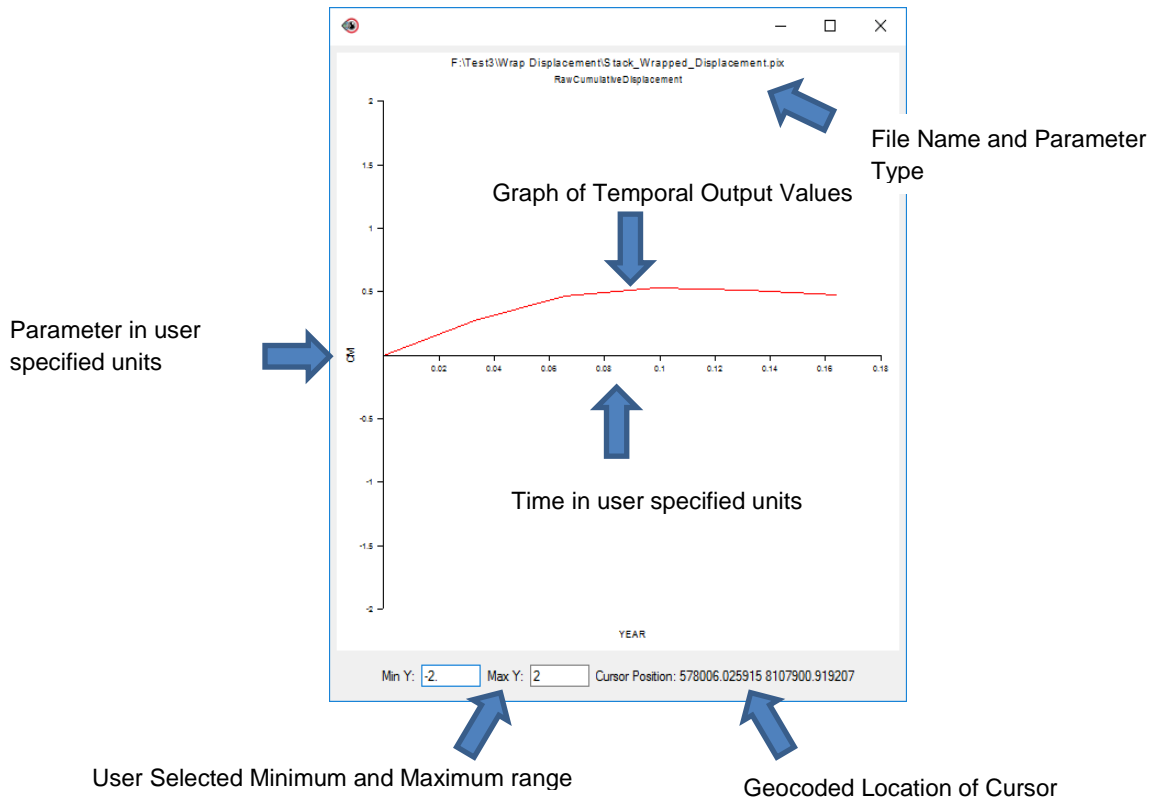 F:\Test3\Wrap Displacement\Stack_Wrapped_Displacement.pix
RawCumulativeDisplacement
File Name and Parameter
Type
2
1.5
Graph of Temporal Output Values
1
0.5
Parameter in user
specified units
CM
0.02 0.04 0.06 0.08 0.1 0.12 0.14 0.16 0.18
-0.5
-1
Time in user specified units
-1.5
-2
YEAR
Min Y: -2. Max Y: 2 Cursor Position: 578006.025915 8107900.919207
User Selected Minimum and Maximum range
Geocoded Location of Cursor